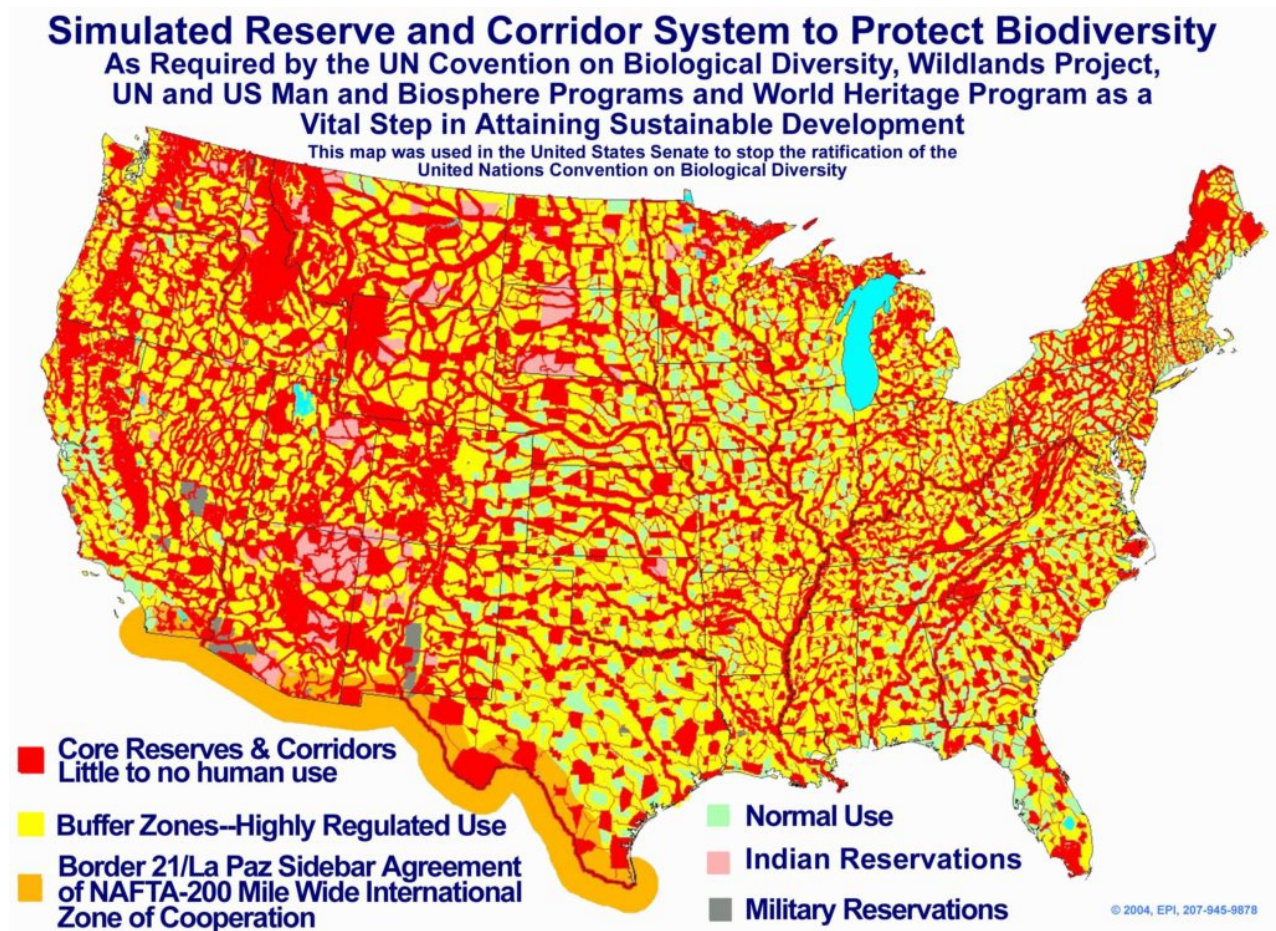 Simulated Reserve and Corridor System to Protect Biodiversity
As Required by the UN Covention on Biological Diversity, Wildlands Project,
UN and US Man and Biosphere Programs and World Heritage Program as a
Vital Step in Attaining Sustainable Development
This map was used in the United States Senate to stop the ratification of the
United Nations Convention on Biological Diversity
Core Reserves & Corridors
Little to no human use
Buffer Zones--Highly Regulated Use
Border 21/La Paz Sidebar Agreement
of NAFTA-200 Mile Wide International
Zone of Cooperation
Normal Use
Indian Reservations
Military Reservations
© 2004, EPI, 207-945-9878